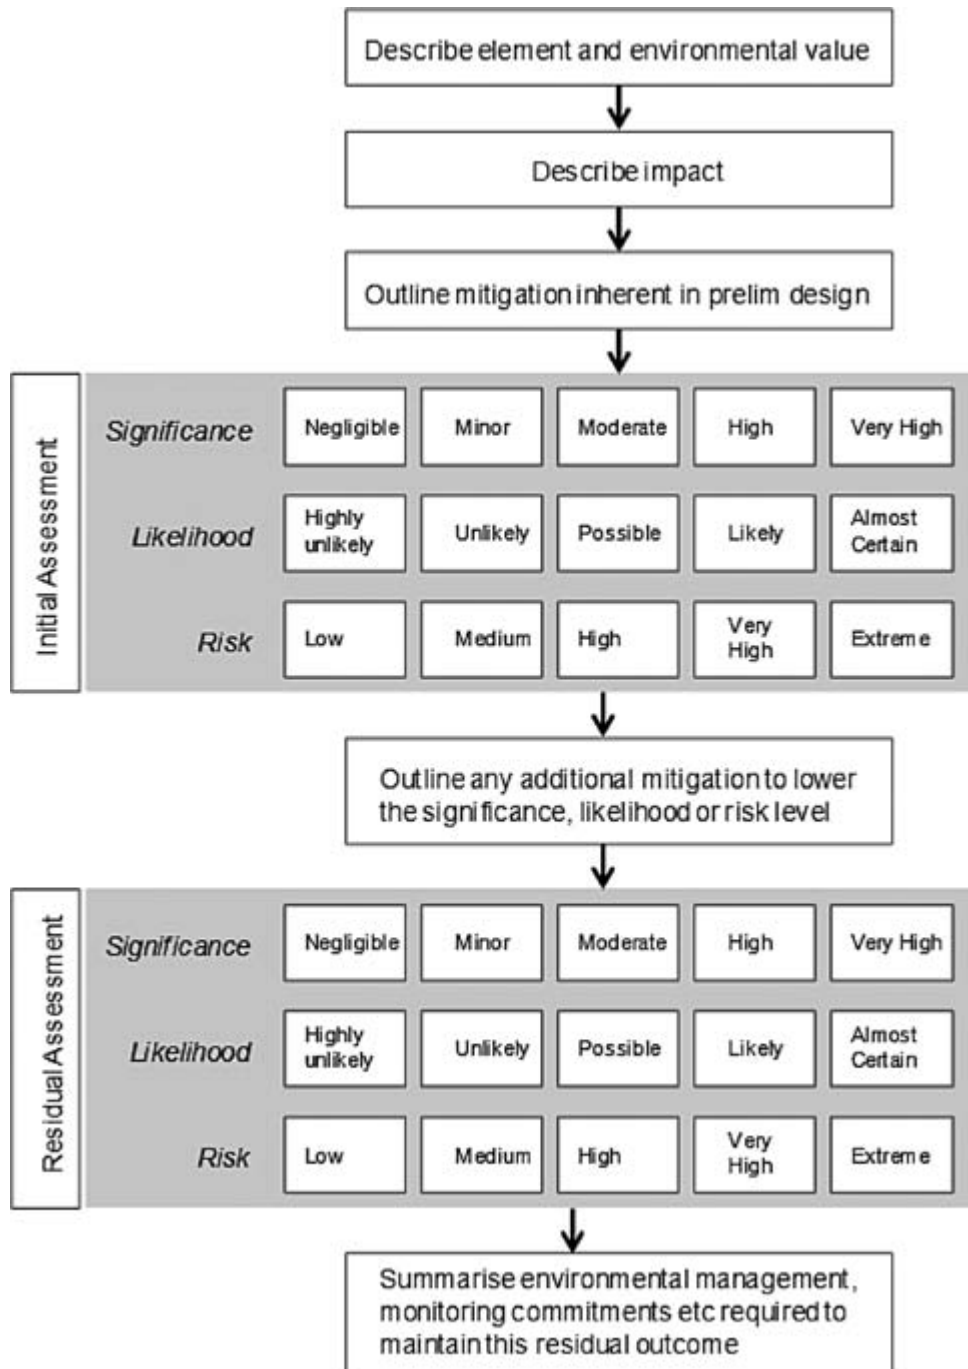 Describe element and environmental value
Describe impact
Outline mitigation inherent in prelim design
Initial Assessment
Significance
Negligible
Minor
Moderate
High
Very High
Likelihood
Highly
unlikely
Unlikely
Possible
Likely
Almost
Certain
Risk
Low
Medium
High
Very
High
Extreme
Outline any additional mitigation to lower
the significance, likelihood or risk level
Residual Assessment
Significance
Negligible
Minor
Moderate
High
Very High
Likelihood
Highly
unlikely
Unlikely
Possible
Likely
Almost
Certain
Risk
Low
Medium
High
Very
High
Extreme
Summarise environmental management,
monitoring commitments etc required to
maintain this residual outcome